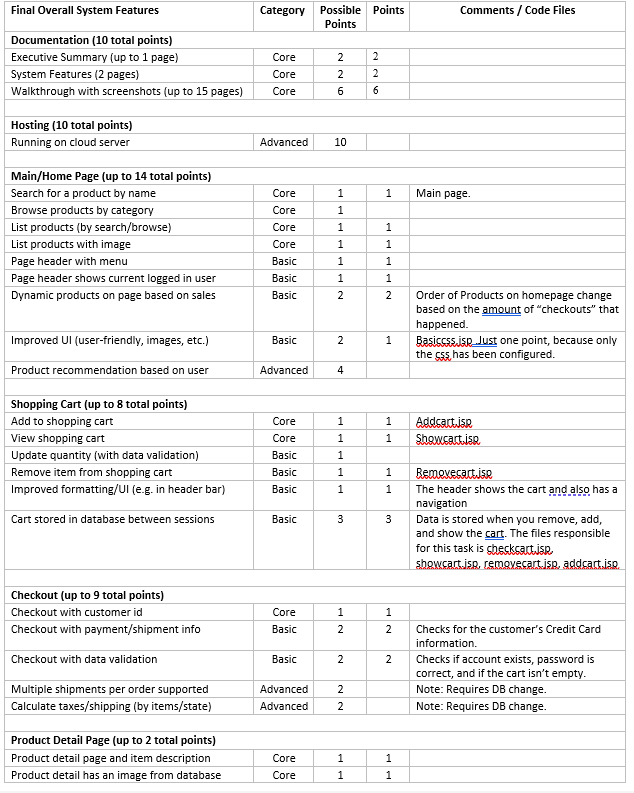 Final Overall System Features Category Possible Points Points Comments / Code Files
Documentation (10 total points)
Executive Summary (up to 1 page) Core 2 2
System Features (2 pages) Core 2 2
Walkthrough with screenshots (up to 15 pages) Core 6 6
Hosting (10 total points)
Running on cloud server Advanced 10
Main/Home Page (up to 14 total points)
Search for a product by name Core 1 1 Main page.
Browse products by category Core 1
List products (by search/browse) Core 1 1
List products with image Core 1 1
Page header with menu Basic 1 1
Page header shows current logged in user Basic 1 1
Dynamic products on page based on sales Basic 2 2 Order of Products on homepage change
based on the amount of “checkouts” that
happened.
Improved UI (user-friendly, images, etc.) Basic 2 1 Basiccss.jsp Just one point, because only
the css has been configured.
Product recommendation based on user Advanced 4
Shopping Cart (up to 8 total points)
Add to shopping cart Core 1 1 Addcart.jsp
View shopping cart Core 1 1 Showcart.jsp
Update quantity (with data validation) Basic 1
Remove item from shopping cart Basic 1 1 Removecart.jsp
Improved formatting/UI (e.g. in header bar) Basic 1 1 The header shows the cart and also has a
navigation
Cart stored in database between sessions Basic 3 3 Data is stored when you remove, add,
and show the cart. The files responsible
for this task is checkcart.jsp,
showcart.jsp, removecart.jsp, addcart.jsp
Checkout (up to 9 total points)
Checkout with customer id Core 1 1
Checkout with payment/shipment info Basic 2 2 Checks for the customer’s Credit Card
information.
Checkout with data validation Basic 2 2 Checks if account exists, password is
correct, and if the cart isn’t empty.
Multiple shipments per order supported Advanced 2 Note: Requires DB change.
Calculate taxes/shipping (by items/state) Advanced 2 Note: Requires DB change.
Product Detail Page (up to 2 total points)
Product detail page and item description Core 1 1
Product detail has an image from database Core 1 1